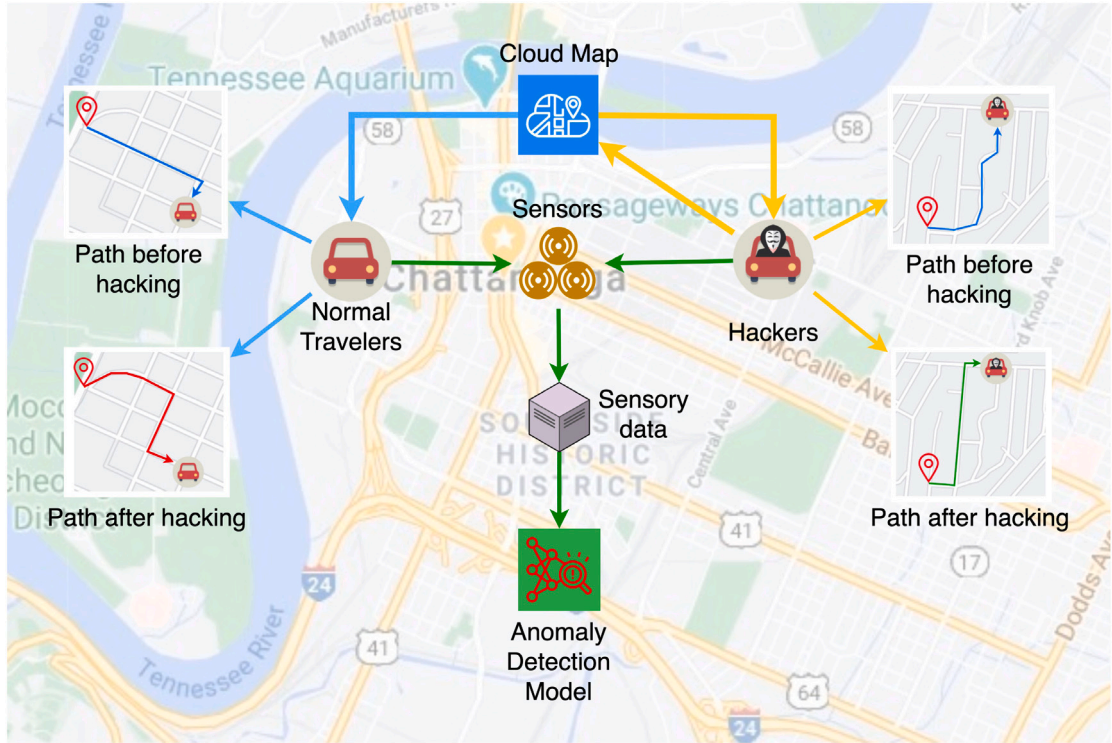 Manufacturers
Cloud Map
Tennessee Aquarium
58
58
27
Passageways Chattanoo
Sensors
Chattanooga
Path before
hacking
Normal
Travelers
Hackers
Path before
hacking
McCallie Ave
Sensory
data
SOUTHSIDE
HISTORIC
DISTRICT
Central Ave
Path after hacking
Path after hacking
41
17
24
Anomaly
Detection
Model
Dodds Ave
Tennessee River
41
64
24